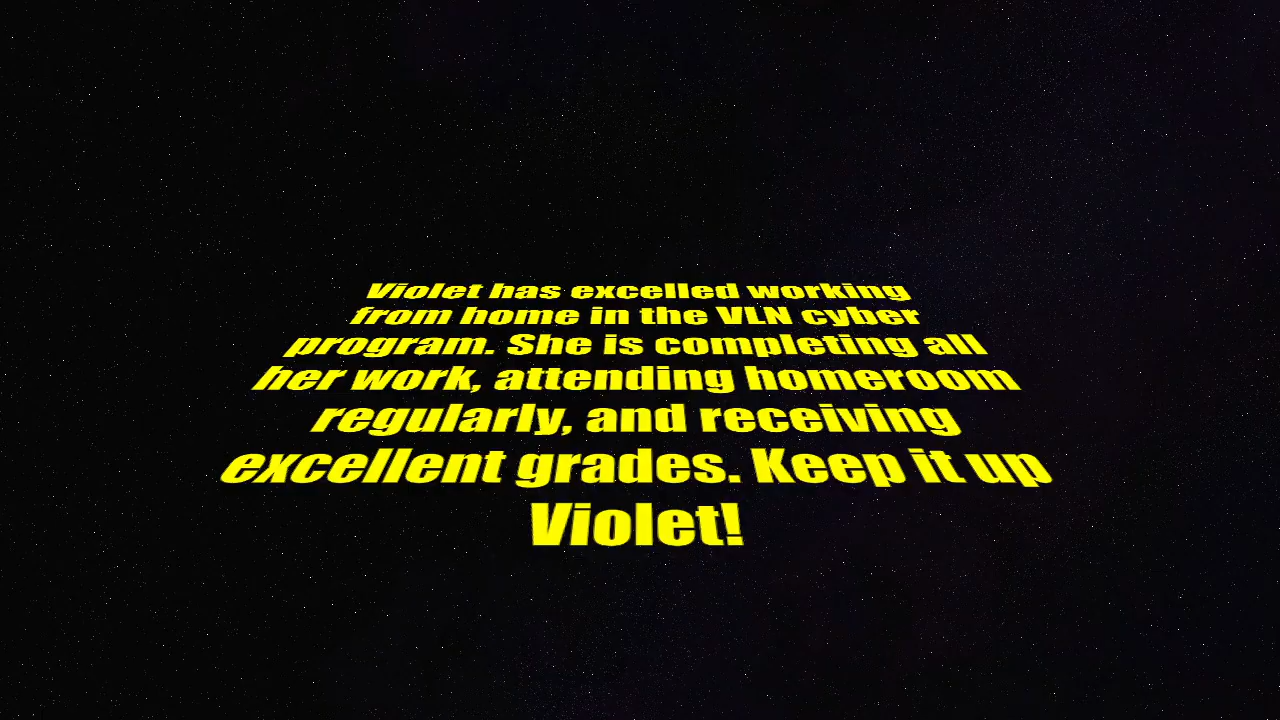 Violet has excelled working
from home in the VLN cyber
program. She is completing all
her work, attending homeroom
regularly, and receiving
excellent grades. Keep it up
Violet!